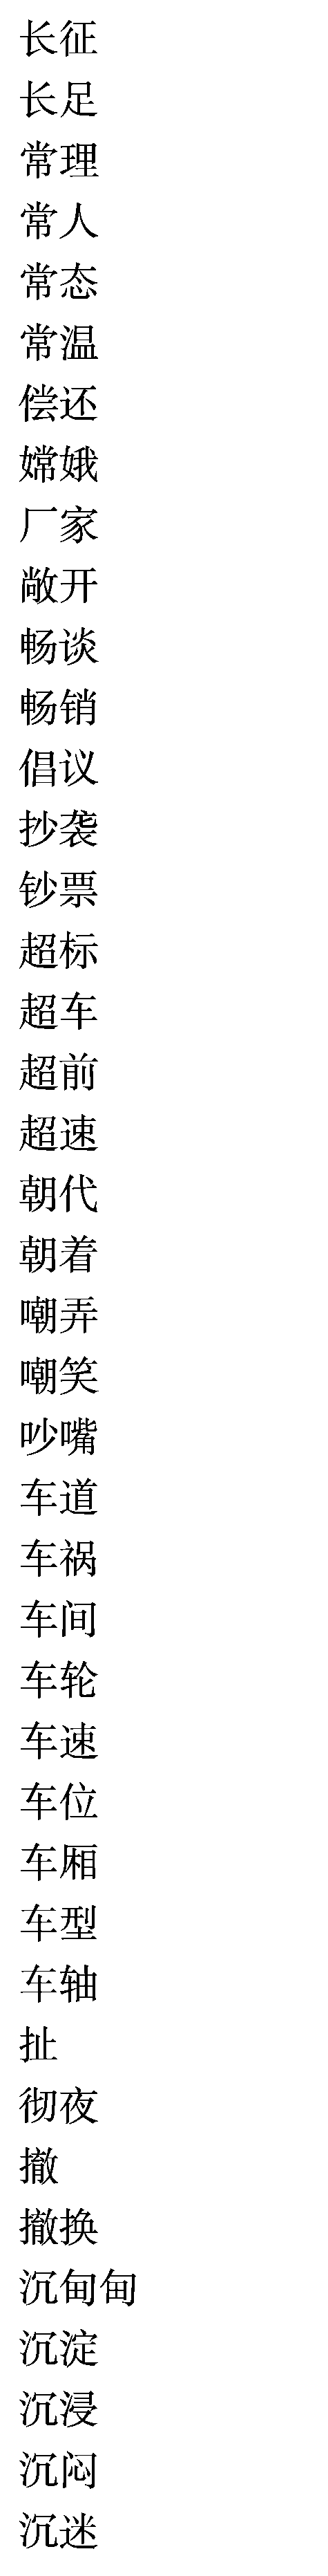 长征
长足
常理
常人
常态
常温
偿还
嫦娥
厂家
敞开
畅谈
畅销
倡议
抄袭
钞票
超标
超车
超前
超速
朝代
朝着
嘲弄
嘲笑
吵嘴
车道
车祸
车间
车轮
车速
车位
车厢
车型
车轴
扯
彻夜
撤
撤换
沉甸甸
沉淀
沉浸
沉闷
沉迷